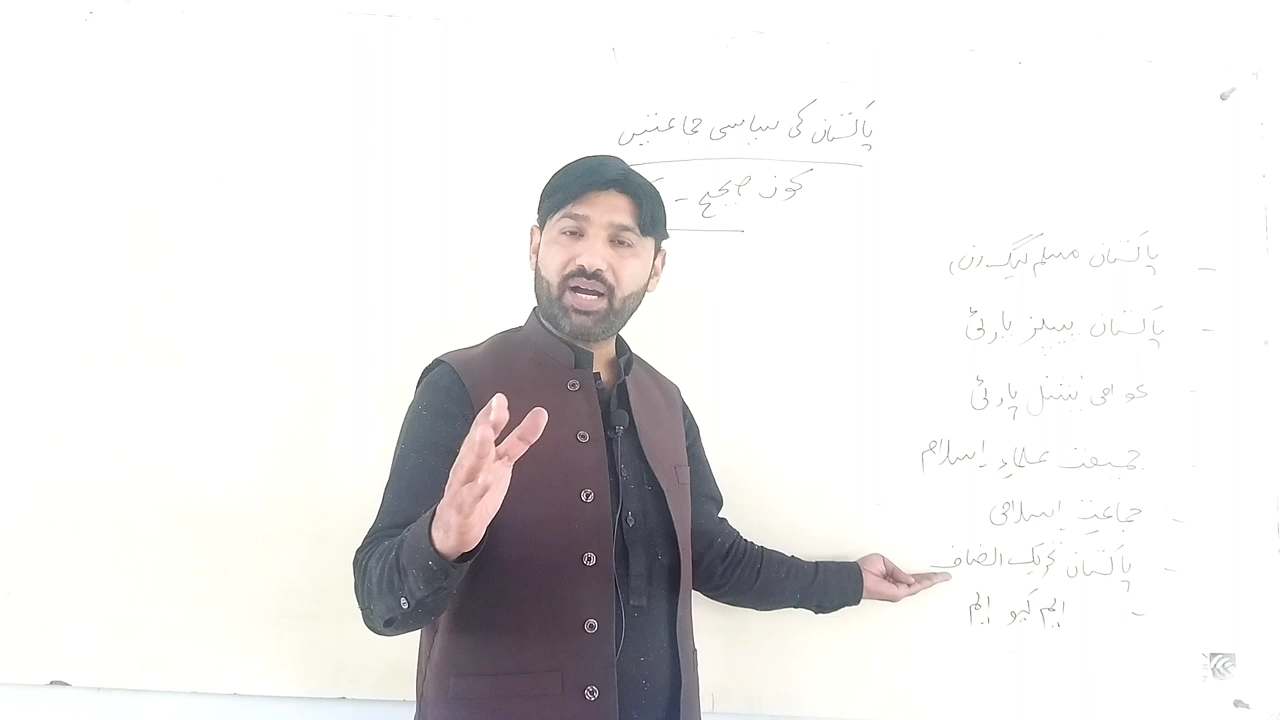 پاکستان کی سیاسی جماعتیں
کون صحیح -
- پاکستان مسلم لیگ (ن)
- پاکستان پیپلز پارٹی
- عوامی نیشنل پارٹی
- جمیعت علماءِ اسلام
- جماعت اسلامی
- پاکستان تحریک انصاف
- ایم کیو ایم